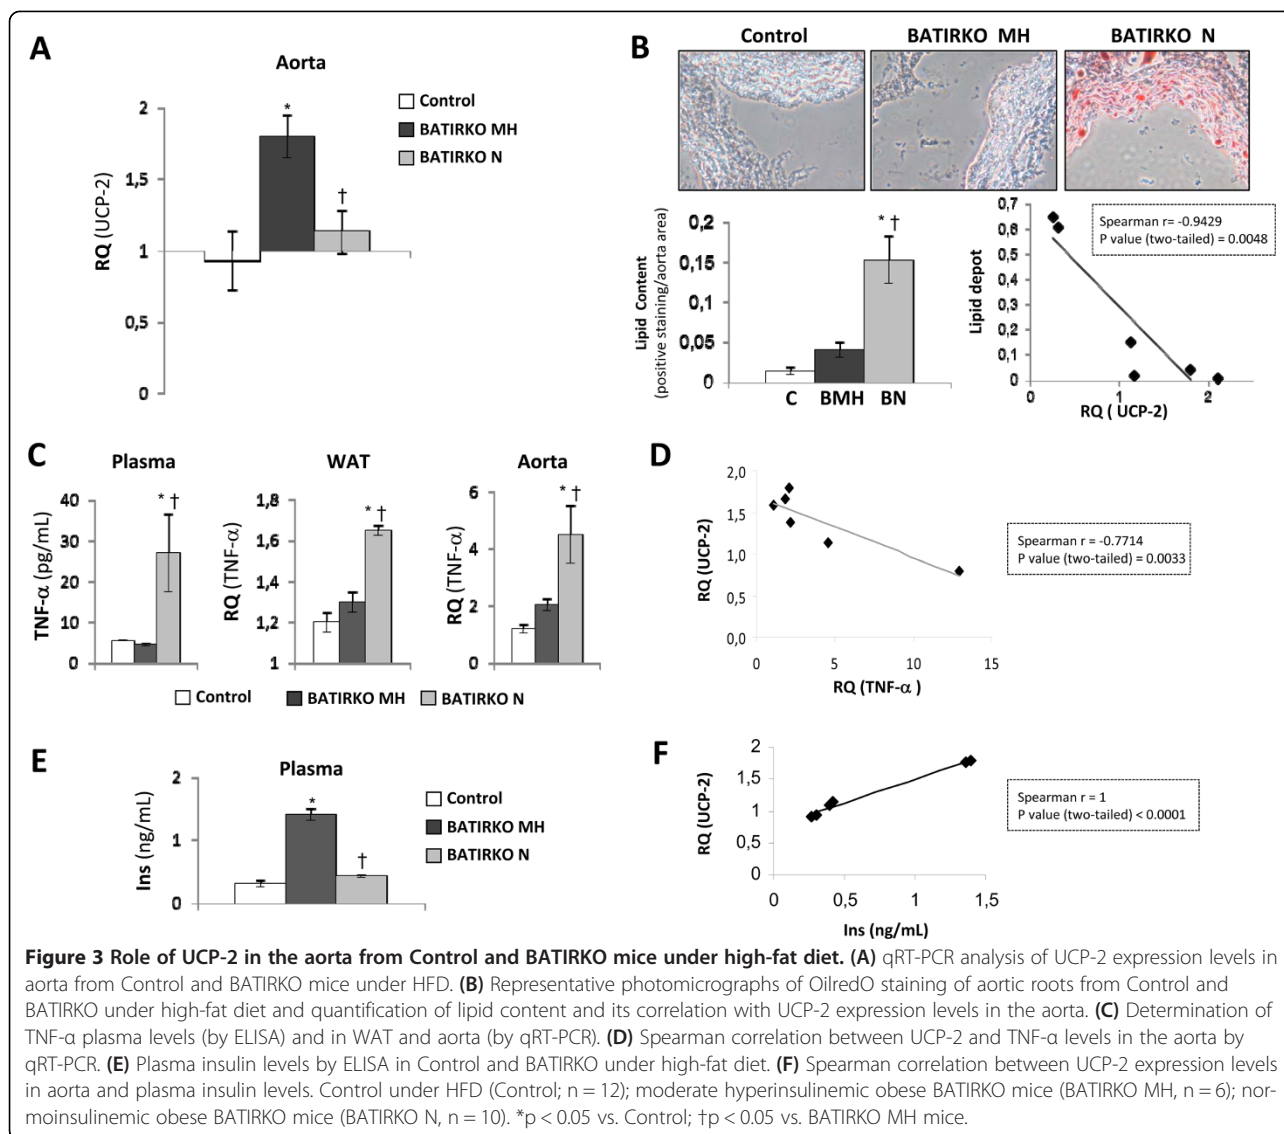 A
Aorta
2
1,5
1
0,5
0
RQ (UCP-2)
*
†
Control
BATIRKO MH
BATIRKO N
B
Control
BATIRKO MH
BATIRKO N
0,2
0,15
0,1
0,05
0
Lipid Content
(positive staining/aorta area)
* †
C BMH BN
0,7
0,6
0,5
0,4
0,3
0,2
0,1
0
Lipid depot
0 1 2
RQ ( UCP-2)
Spearman r= -0.9429
P value (two-tailed) = 0.0048
C
Plasma
40
30
20
10
0
TNF-α (pg/mL)
* †
WAT
1,8
1,6
1,4
1,2
1
RQ (TNF-α)
* †
Aorta
6
4
2
0
RQ (TNF-α)
* †
Control BATIRKO MH BATIRKO N
D
2,0
1,5
1,0
0,5
0,0
RQ (UCP-2)
0 5 10 15
RQ (TNF-α )
Spearman r = -0.7714
P value (two-tailed) = 0.0033
E
Plasma
2
1
0
Ins (ng/mL)
*
†
Control
BATIRKO MH
BATIRKO N
F
2
1,5
1
0,5
0
RQ (UCP-2)
0 0,5 1 1,5
Ins (ng/mL)
Spearman r = 1
P value (two-tailed) < 0.0001
Figure 3 Role of UCP-2 in the aorta from Control and BATIRKO mice under high-fat diet. (A) qRT-PCR analysis of UCP-2 expression levels in
aorta from Control and BATIRKO mice under HFD. (B) Representative photomicrographs of OilredO staining of aortic roots from Control and
BATIRKO under high-fat diet and quantification of lipid content and its correlation with UCP-2 expression levels in the aorta. (C) Determination of
TNF-α plasma levels (by ELISA) and in WAT and aorta (by qRT-PCR). (D) Spearman correlation between UCP-2 and TNF-α levels in the aorta by
qRT-PCR. (E) Plasma insulin levels by ELISA in Control and BATIRKO under high-fat diet. (F) Spearman correlation between UCP-2 expression levels
in aorta and plasma insulin levels. Control under HFD (Control; n = 12); moderate hyperinsulinemic obese BATIRKO mice (BATIRKO MH, n = 6); nor-
moinsulinemic obese BATIRKO mice (BATIRKO N, n = 10). *p < 0.05 vs. Control; †p < 0.05 vs. BATIRKO MH mice.